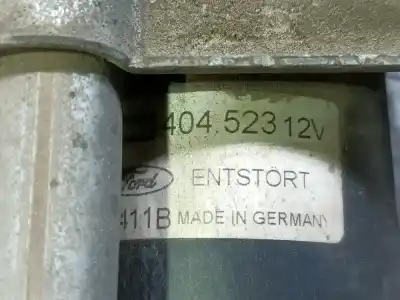 404.523 12V
Ford ENTSTÖRT
411B MADE IN GERMANY